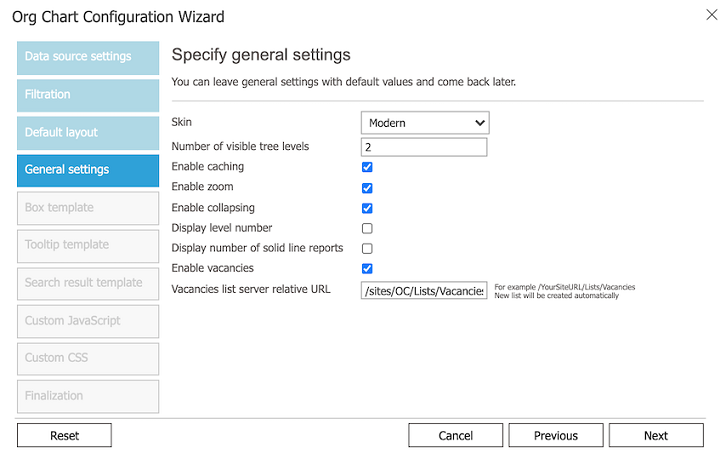 Org Chart Configuration Wizard
Data source settings
Filtration
Default layout
General settings
Box template
Tooltip template
Search result template
Custom JavaScript
Custom CSS
Finalization
Specify general settings
You can leave general settings with default values and come back later.
Skin
Modern
Number of visible tree levels
2
Enable caching
Enable zoom
Enable collapsing
Display level number
Display number of solid line reports
Enable vacancies
Vacancies list server relative URL
/sites/OC/Lists/Vacancies
For example /YourSiteURL/Lists/Vacancies
New list will be created automatically
Reset
Cancel
Previous
Next